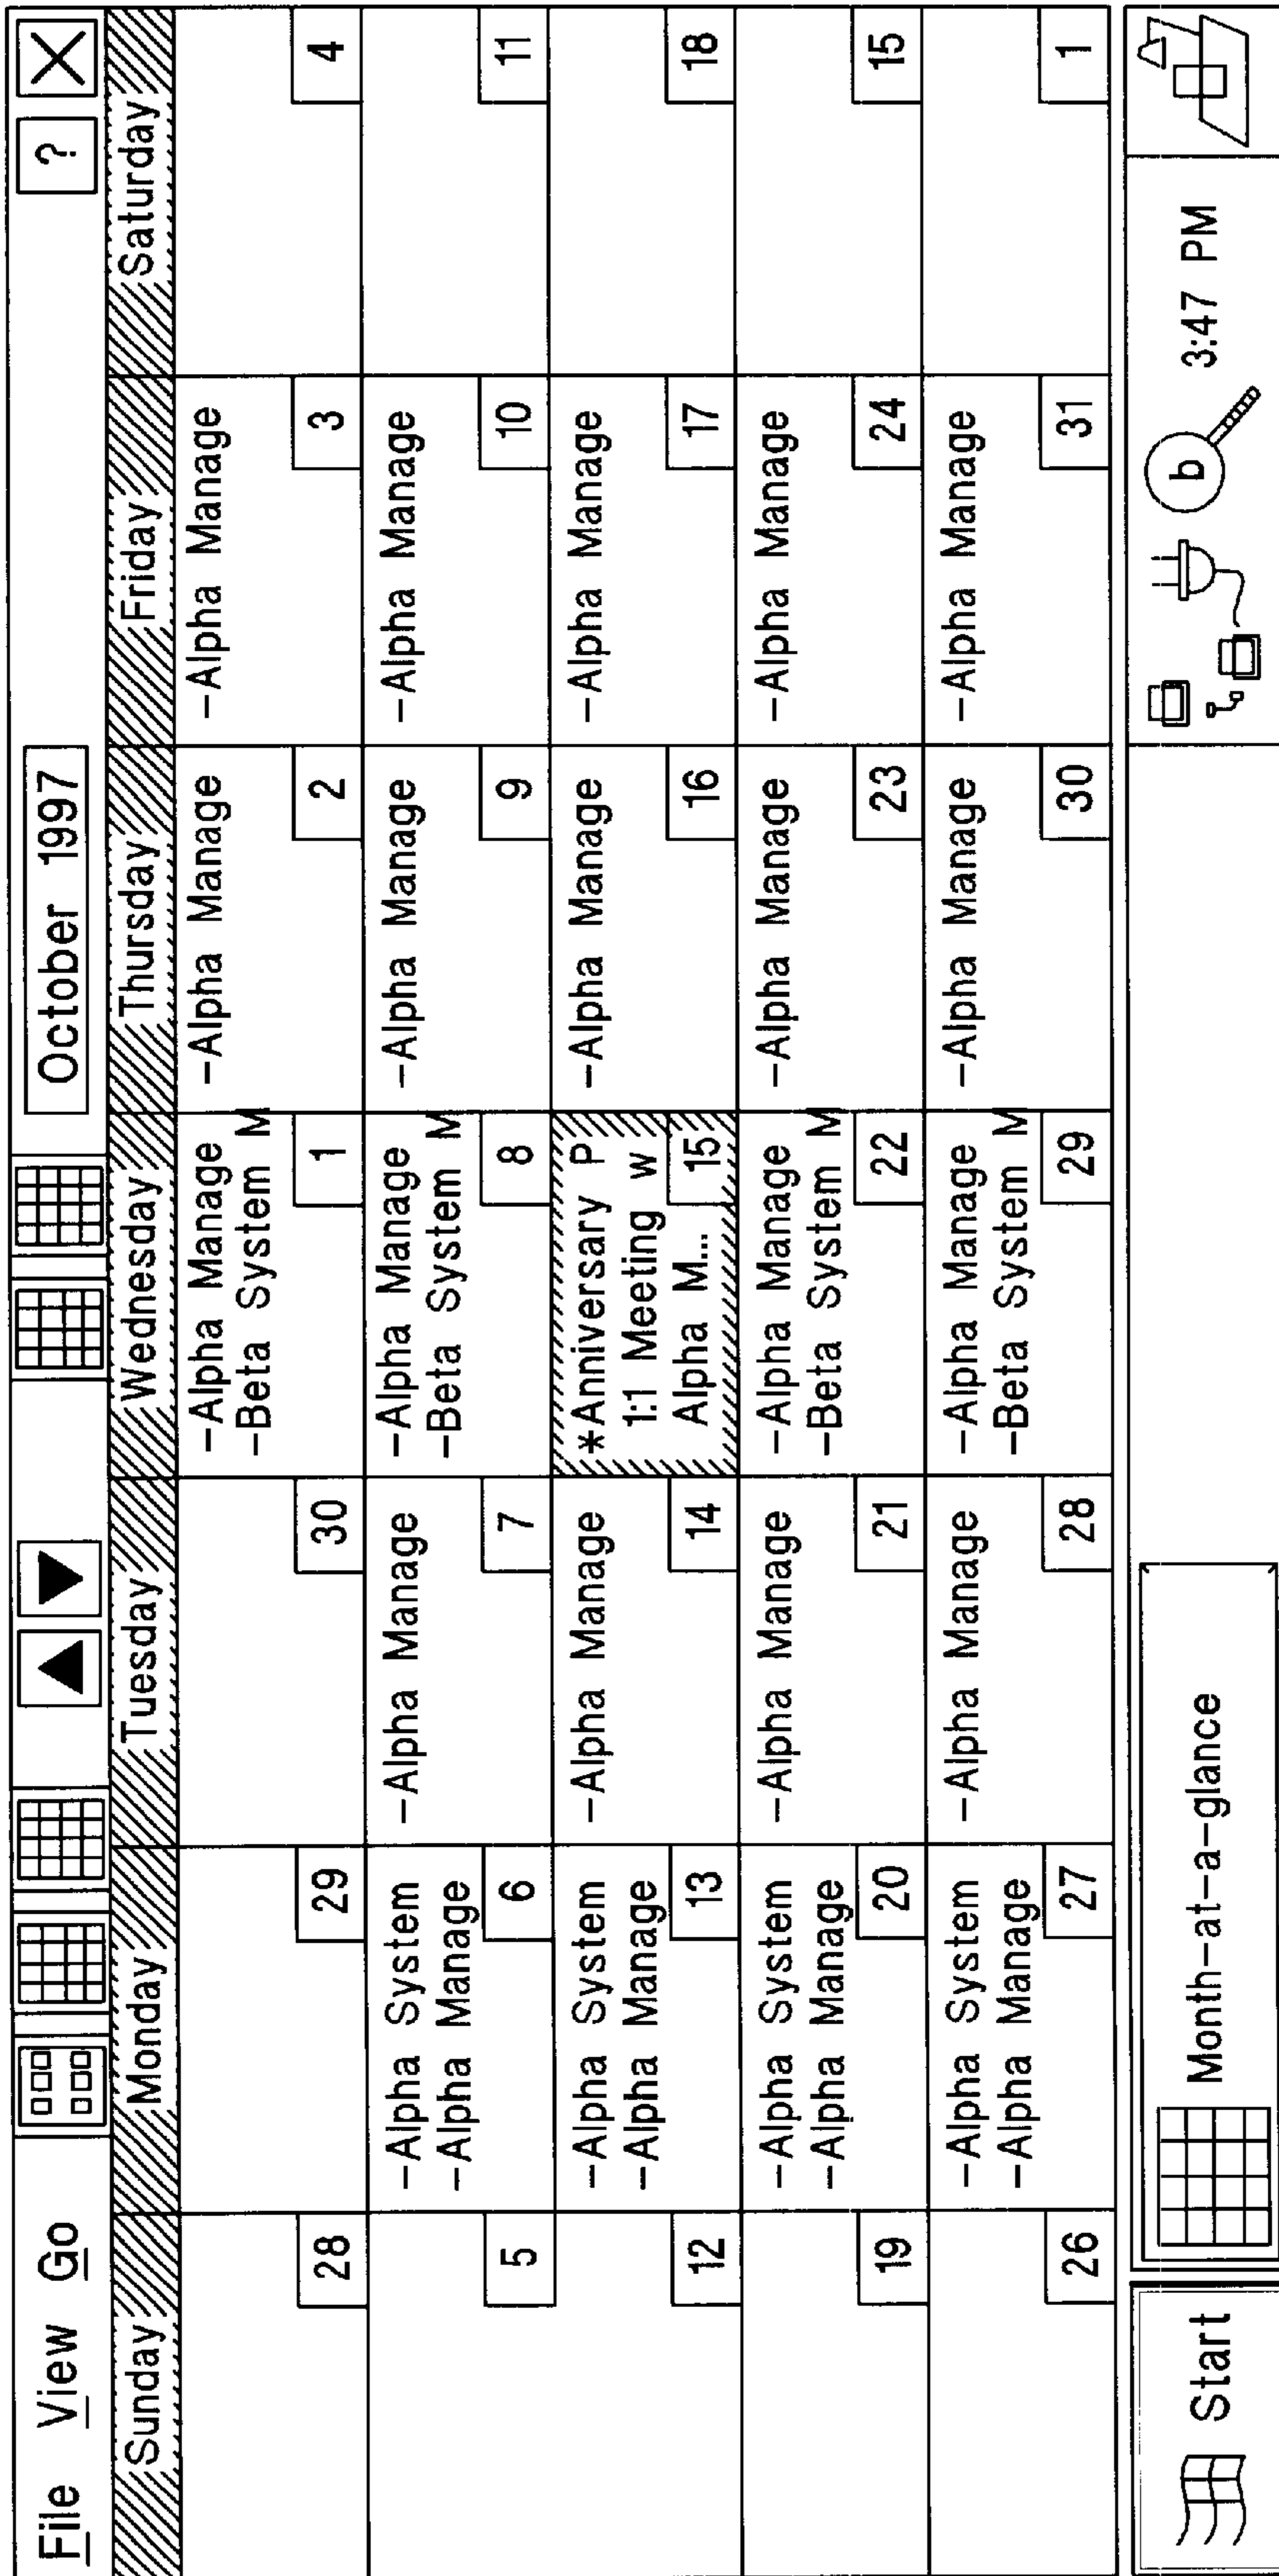 File View Go October 1997 ? X
Sunday Monday Tuesday Wednesday Thursday Friday Saturday
28
29
30
-Alpha Manage
-Beta System M
1
-Alpha Manage
2
-Alpha Manage
3
4
5
-Alpha System
-Alpha Manage
6
-Alpha Manage
7
-Alpha Manage
-Beta System M
8
-Alpha Manage
9
-Alpha Manage
10
11
12
-Alpha System
-Alpha Manage
13
-Alpha Manage
14
*Anniversary P
1:1 Meeting w
Alpha M...
15
-Alpha Manage
16
-Alpha Manage
17
18
19
-Alpha System
-Alpha Manage
20
-Alpha Manage
21
-Alpha Manage
-Beta System M
22
-Alpha Manage
23
-Alpha Manage
24
15
26
-Alpha System
-Alpha Manage
27
-Alpha Manage
28
-Alpha Manage
-Beta System M
29
-Alpha Manage
30
-Alpha Manage
31
1
Start Month-at-a-glance b 3:47 PM